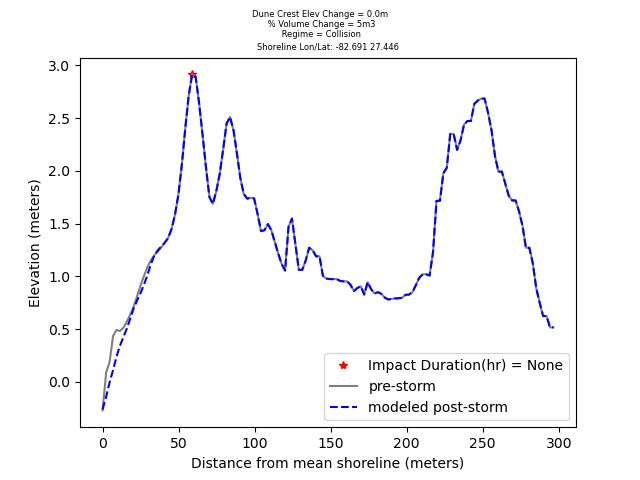 Dune Crest Elev Change = 0.0m
% Volume Change = 5m3
Regime = Collision
Shoreline Lon/Lat: -82.691 27.446
3.0
2.5
2.0
1.5
1.0
0.5
0.0
Elevation (meters)
Impact Duration(hr) = None
pre-storm
modeled post-storm
0 50 100 150 200 250 300
Distance from mean shoreline (meters)